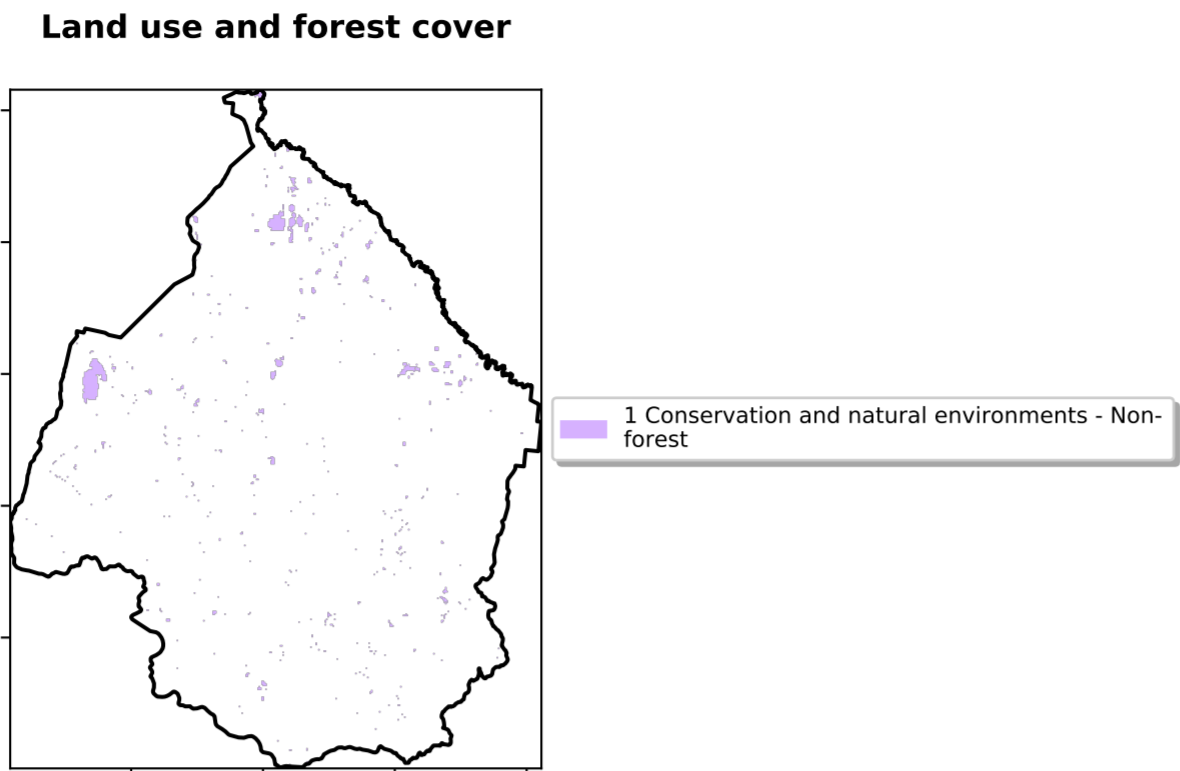 Land use and forest cover
1 Conservation and natural environments - Non-
forest